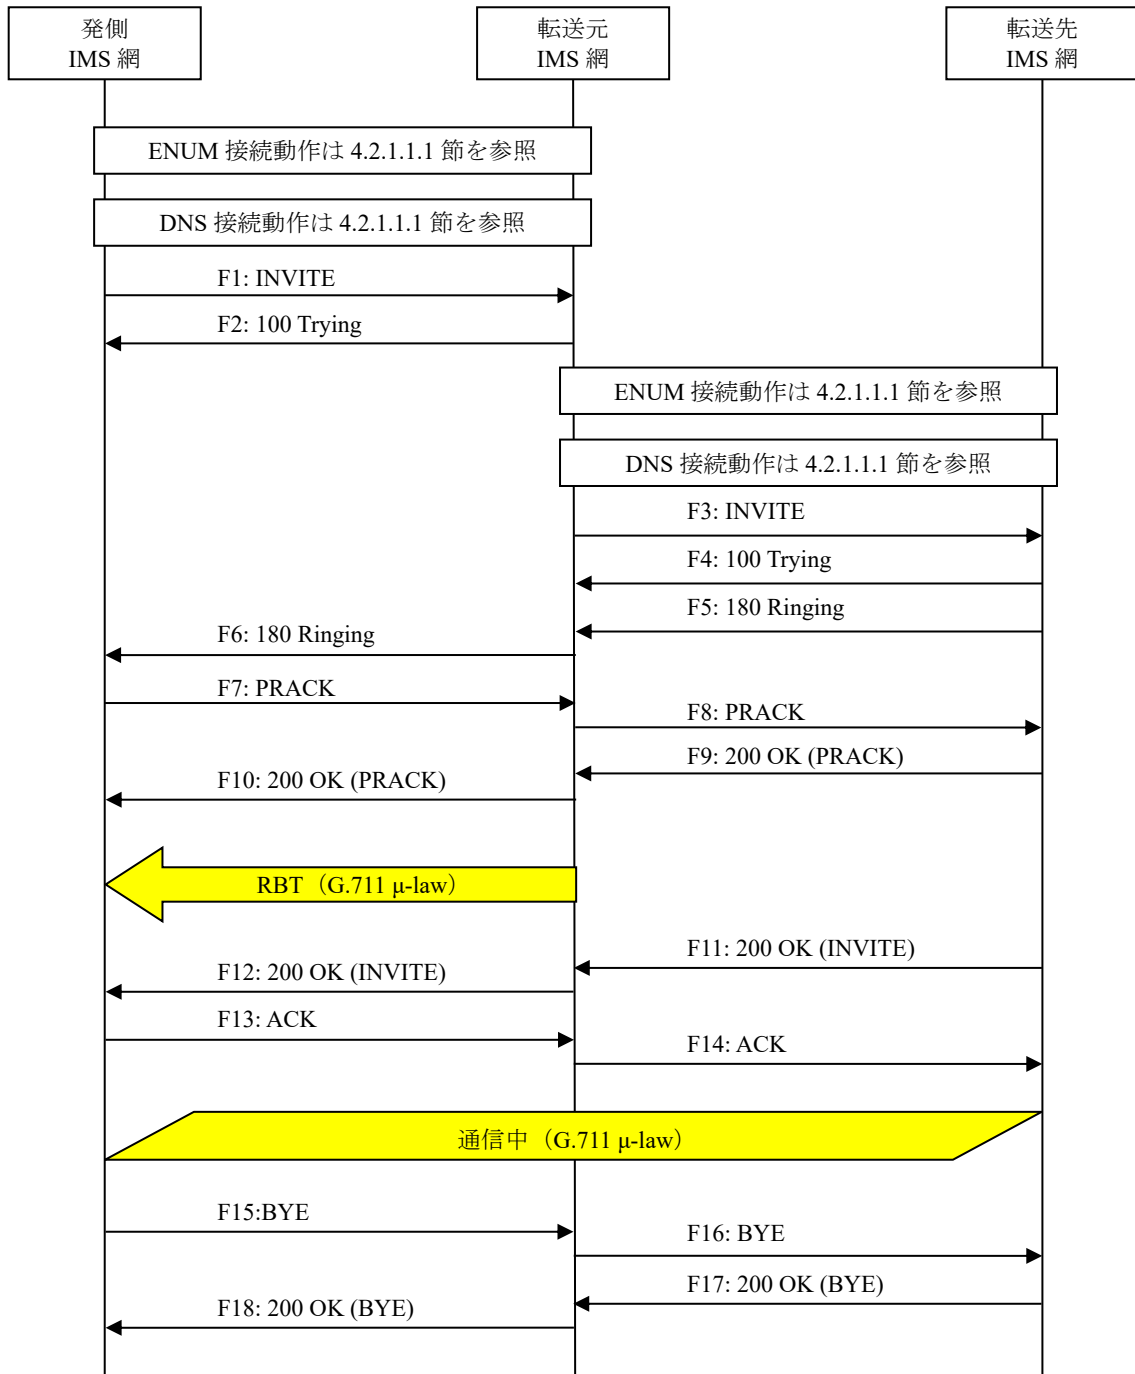 発側
IMS 網
転送元
IMS 網
転送先
IMS 網
ENUM 接続動作は 4.2.1.1.1 節を参照
DNS 接続動作は 4.2.1.1.1 節を参照
F1: INVITE
F2: 100 Trying
ENUM 接続動作は 4.2.1.1.1 節を参照
DNS 接続動作は 4.2.1.1.1 節を参照
F3: INVITE
F4: 100 Trying
F5: 180 Ringing
F6: 180 Ringing
F7: PRACK
F8: PRACK
F9: 200 OK (PRACK)
F10: 200 OK (PRACK)
RBT（G.711 μ-law）
F11: 200 OK (INVITE)
F12: 200 OK (INVITE)
F13: ACK
F14: ACK
通信中（G.711 μ-law）
F15:BYE
F16: BYE
F17: 200 OK (BYE)
F18: 200 OK (BYE)